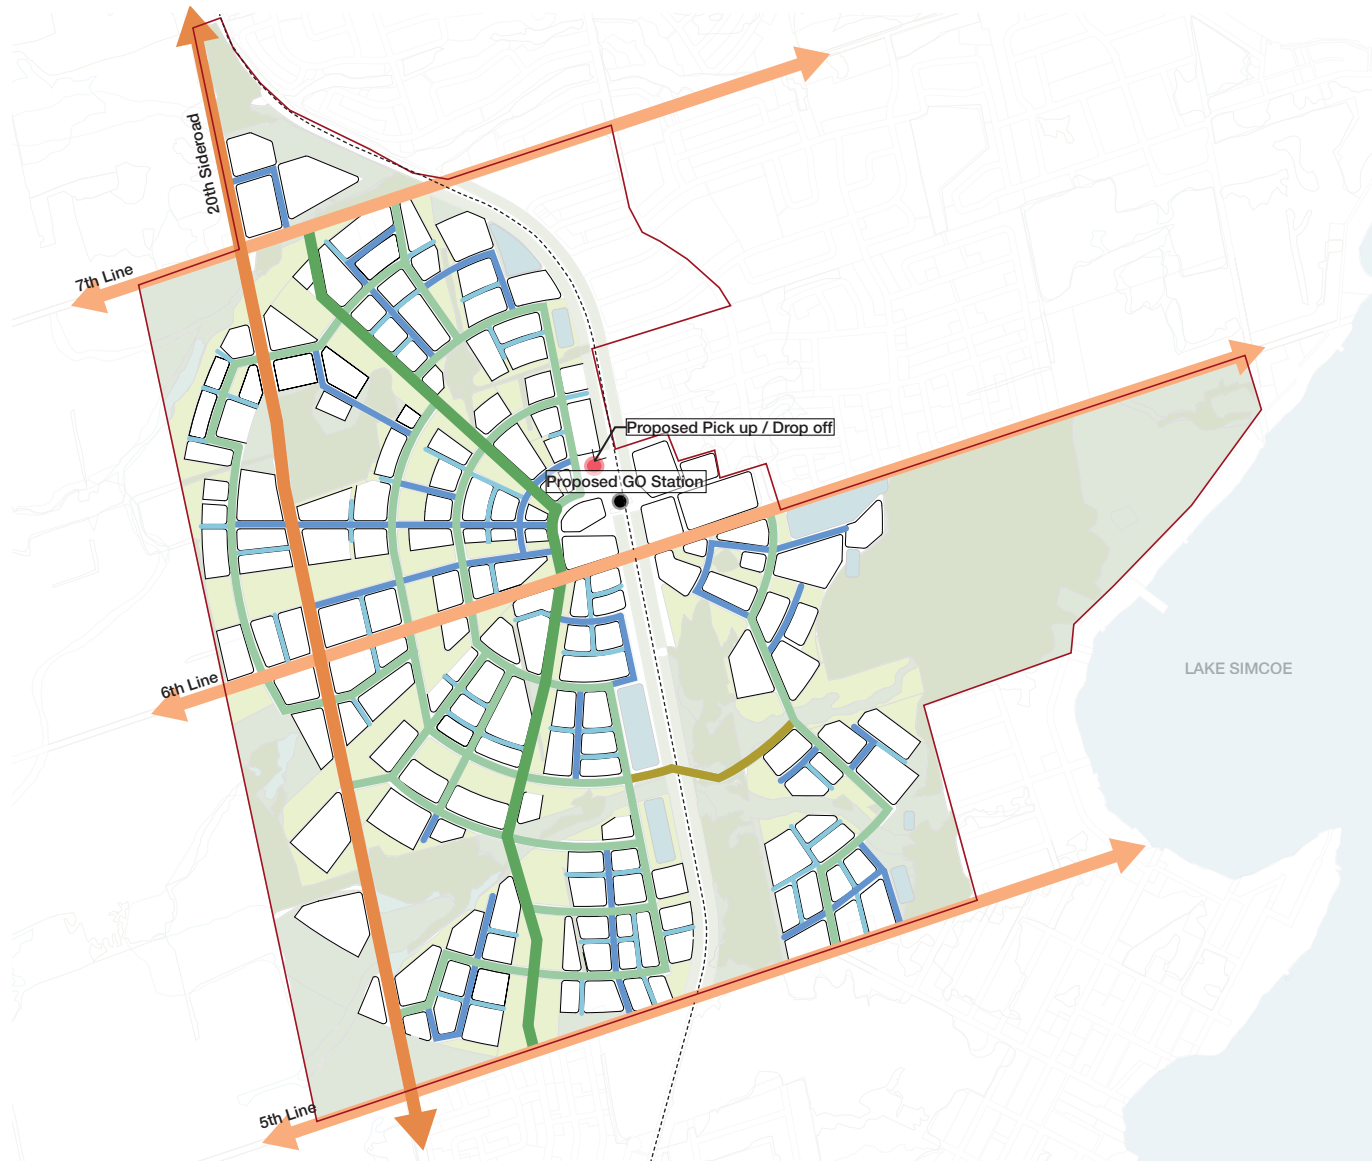 20th Sideroad
7th Line
Proposed Pick up / Drop off
Proposed GO Station
LAKE SIMCOE
6th Line
5th Line